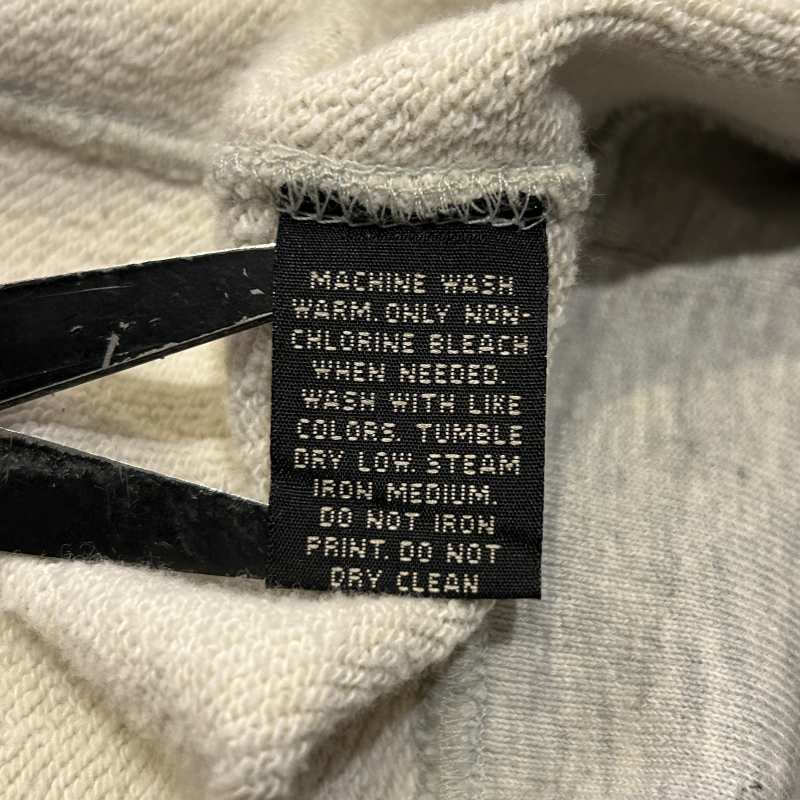 MACHINE WASH
WARM. ONLY NON-
CHLORINE BLEACH
WHEN NEEDED.
WASH WITH LIKE
COLORS. TUMBLE
DRY LOW. STEAM
IRON MEDIUM.
DO NOT IRON
PRINT. DO NOT
DRY CLEAN